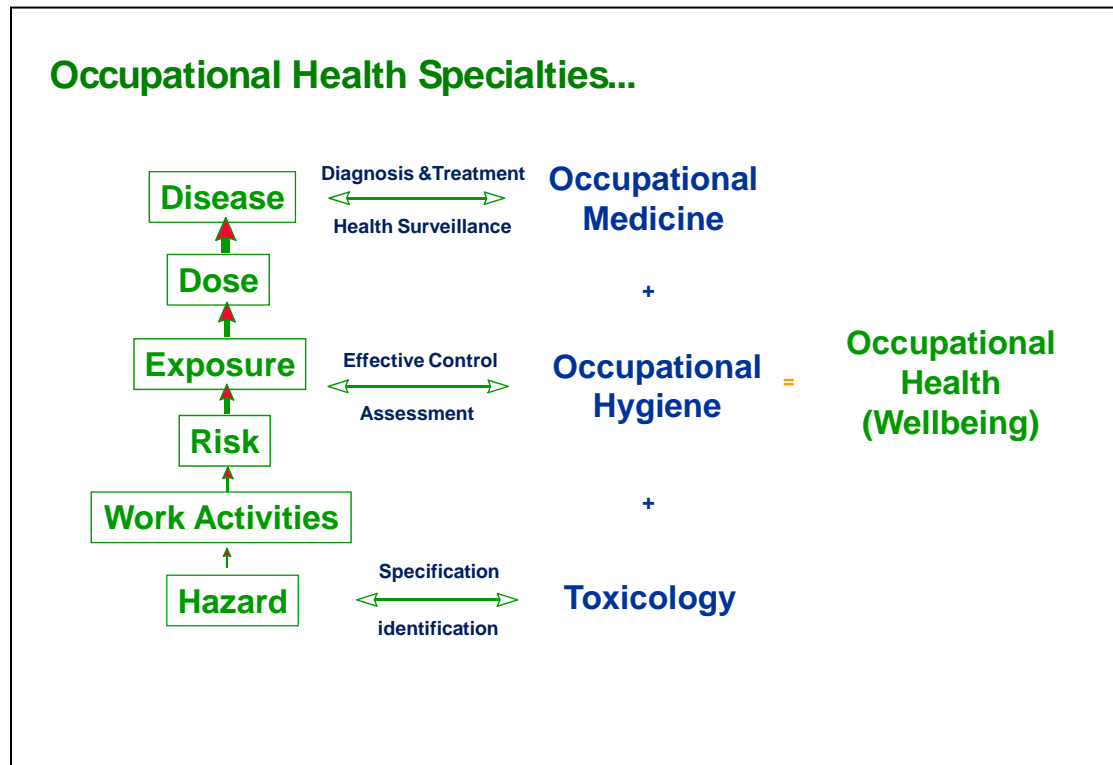 Occupational Health Specialties...
Disease
Diagnosis &Treatment
Health Surveillance
Occupational
Medicine
Dose
+
Exposure
Effective Control
Assessment
Occupational
Hygiene
=
Occupational
Health
(Wellbeing)
Risk
+
Work Activities
Hazard
Specification
identification
Toxicology